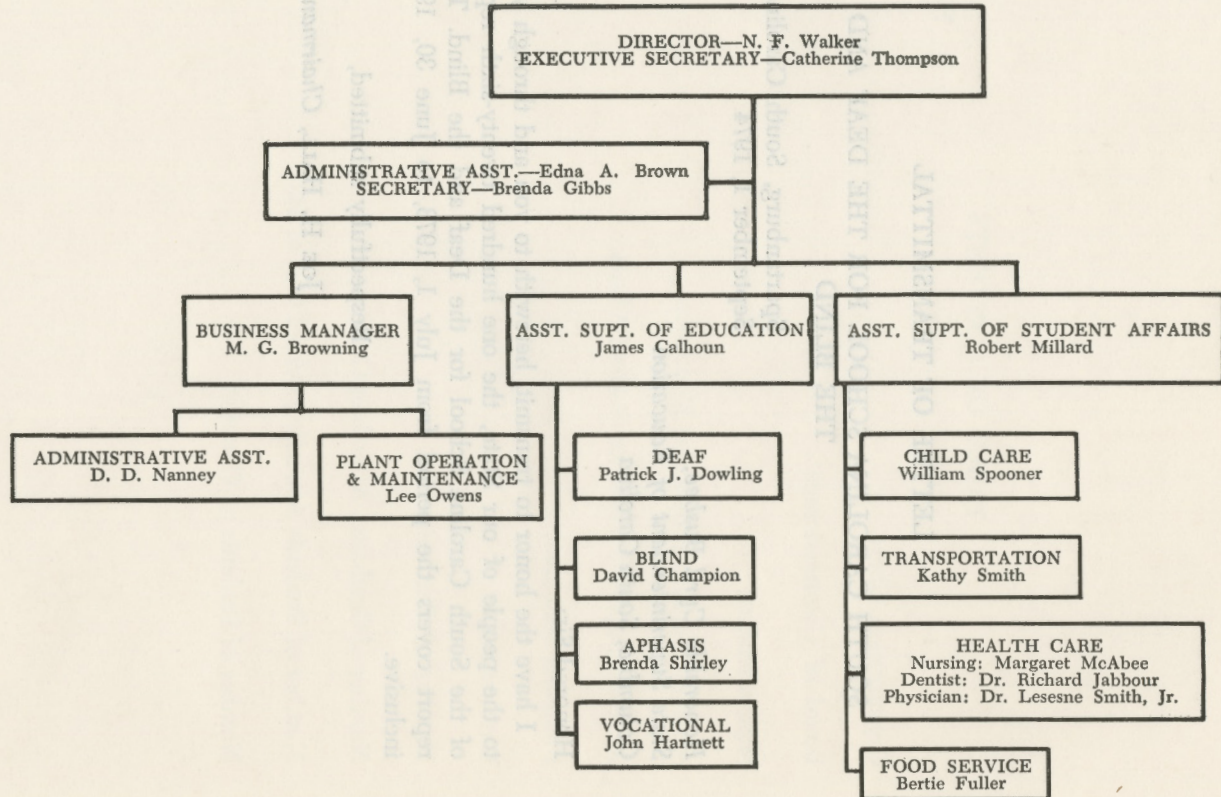 DIRECTOR—N. F. Walker
EXECUTIVE SECRETARY—Catherine Thompson
ADMINISTRATIVE ASST.—Edna A. Brown
SECRETARY—Brenda Gibbs
BUSINESS MANAGER
M. G. Browning
ASST. SUPT. OF EDUCATION
James Calhoun
ASST. SUPT. OF STUDENT AFFAIRS
Robert Millard
ADMINISTRATIVE ASST.
D. D. Nanney
PLANT OPERATION
& MAINTENANCE
Lee Owens
DEAF
Patrick J. Dowling
BLIND
David Champion
APHASIS
Brenda Shirley
VOCATIONAL
John Hartnett
CHILD CARE
William Spooner
TRANSPORTATION
Kathy Smith
HEALTH CARE
Nursing: Margaret McAbee
Dentist: Dr. Richard Jabbour
Physician: Dr. Lesesne Smith, Jr.
FOOD SERVICE
Bertie Fuller